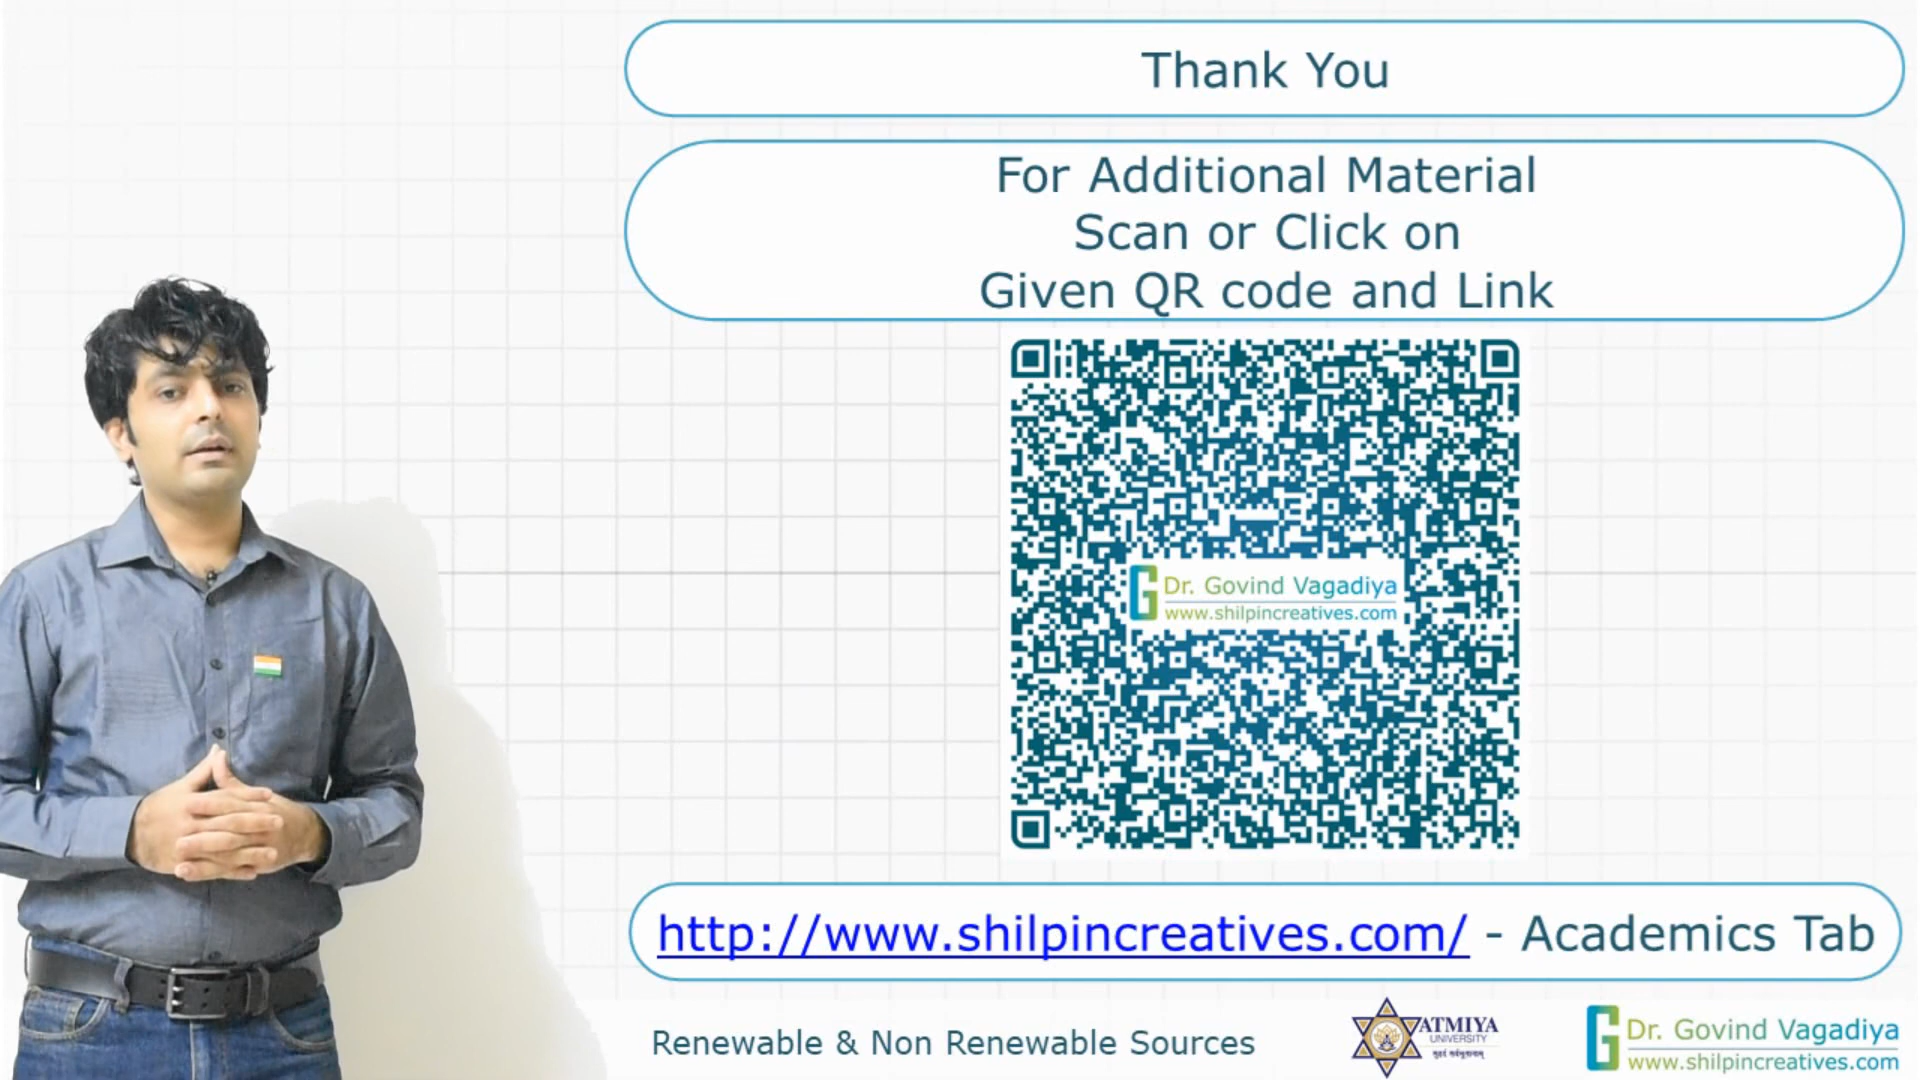 Thank You
For Additional Material
Scan or Click on
Given QR code and Link
Dr. Govind Vagadiya
www.shilpincreatives.com
http://www.shilpincreatives.com/ - Academics Tab
Renewable & Non Renewable Sources
ATMIYA
UNIVERSITY
सुहृदं सर्वभूतानाम्
Dr. Govind Vagadiya
www.shilpincreatives.com